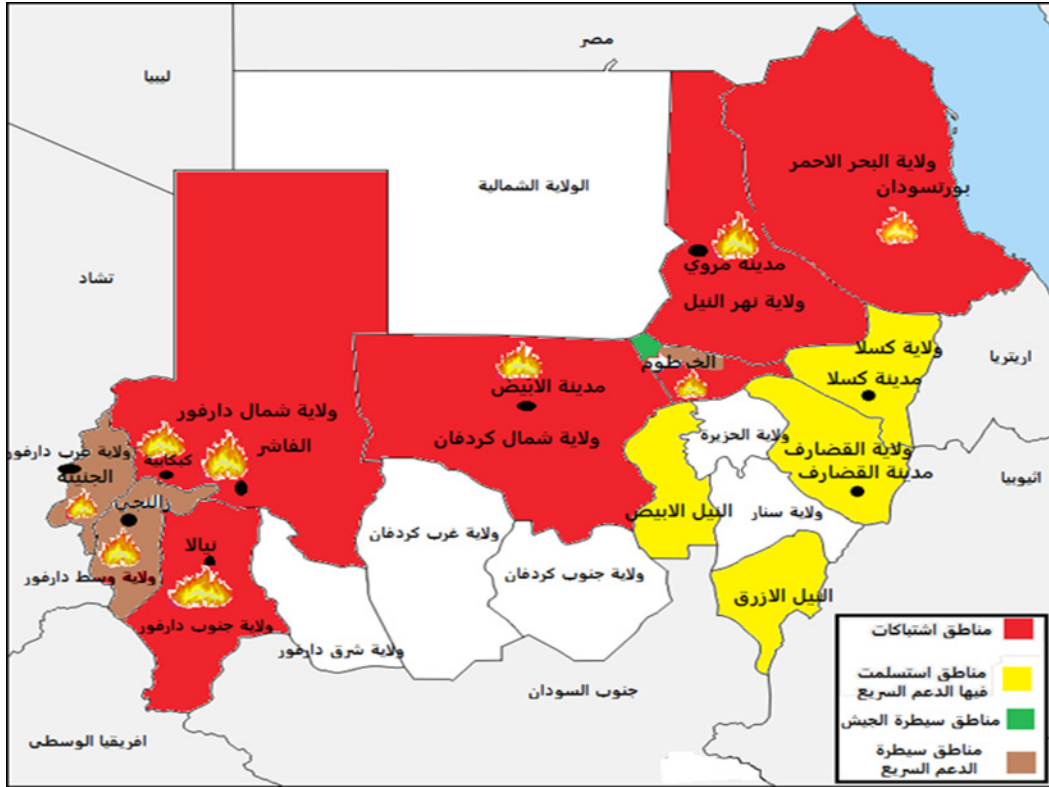 مصر
ليبيا
ولاية البحر الاحمر
بورتسودان
الولاية الشمالية
تشاد
مدينة مروي
ولاية نهر النيل
ولاية كسلا
اريتريا
الخرطوم
مدينة كسلا
مدينة الابيض
ولاية شمال دارفور
ولاية شمال كردفان
الفاشر
ولاية الجزيرة
ولاية القضارف
ولاية غرب دارفور
كبكابية
مدينة القضارف
الجنينة
اثيوبيا
زالنجي
النيل الابيض
ولاية سنار
ولاية غرب كردفان
نيالا
ولاية وسط دارفور
ولاية جنوب كردفان
النيل الازرق
ولاية جنوب دارفور
ولاية شرق دارفور
جنوب السودان
افريقيا الوسطى
مناطق اشتباكات
مناطق استسلمت
فيها الدعم السريع
مناطق سيطرة الجيش
مناطق سيطرة
الدعم السريع